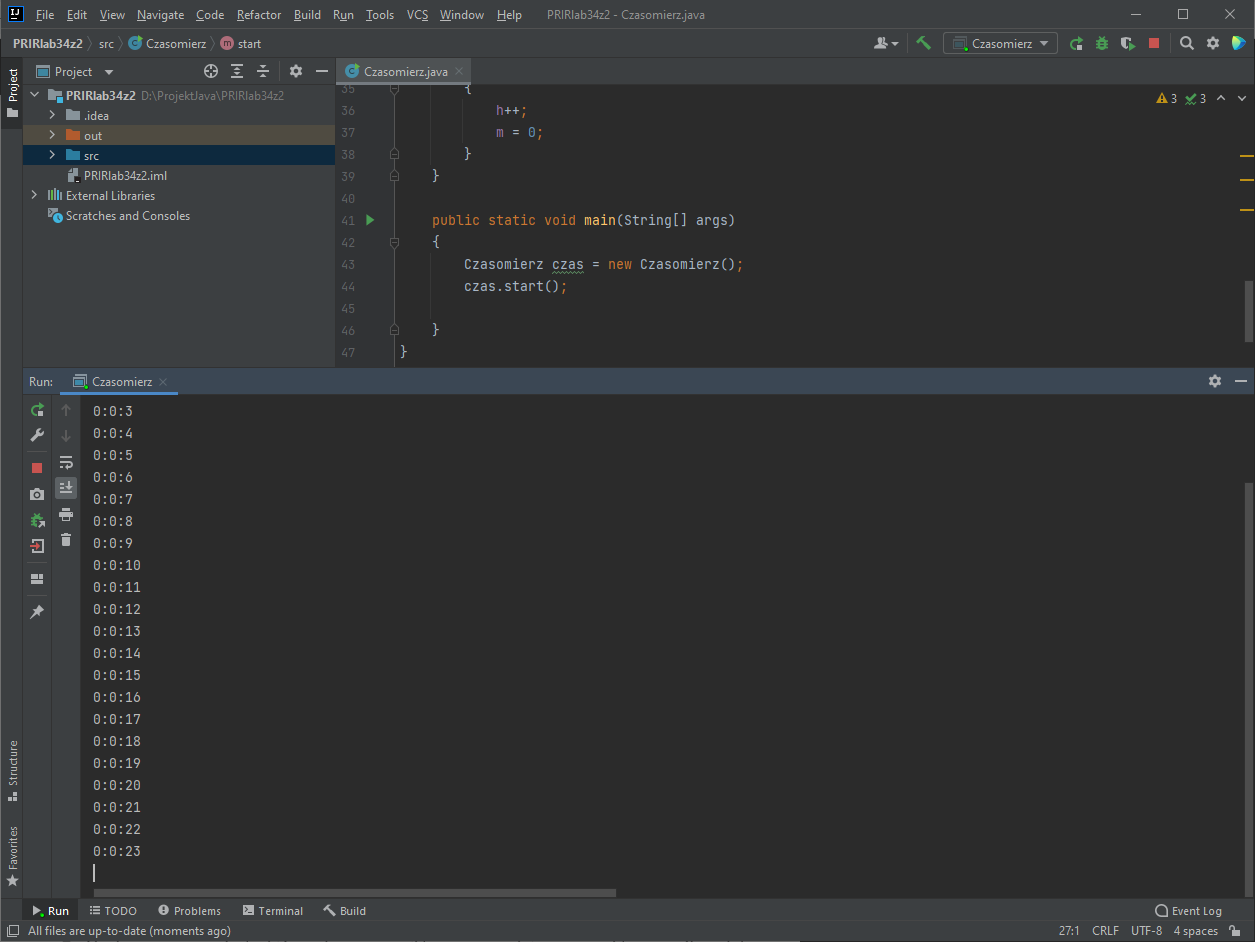 File Edit View Navigate Code Refactor Build Run Tools VCS Window Help PRIRlab34z2 - Czasomierz.java
PRIRlab34z2 src Czasomierz m start Czasomierz
Project
Project
Czasomierz.java
PRIRlab34z2 D:\ProjektJava\PRIRlab34z2
.idea
out
src
PRIRlab34z2.iml
External Libraries
Scratches and Consoles
3 3
35 {
36 h++;
37 m = 0;
38 }
39 }
40
41 public static void main(String[] args)
42 {
43 Czasomierz czas = new Czasomierz();
44 czas.start();
45
46 }
47 }
Run: Czasomierz
0:0:3
0:0:4
0:0:5
0:0:6
0:0:7
0:0:8
0:0:9
0:0:10
0:0:11
0:0:12
0:0:13
0:0:14
0:0:15
0:0:16
0:0:17
0:0:18
0:0:19
0:0:20
0:0:21
0:0:22
0:0:23
Structure
Favorites
Run TODO Problems Terminal Build Event Log
All files are up-to-date (moments ago) 27:1 CRLF UTF-8 4 spaces